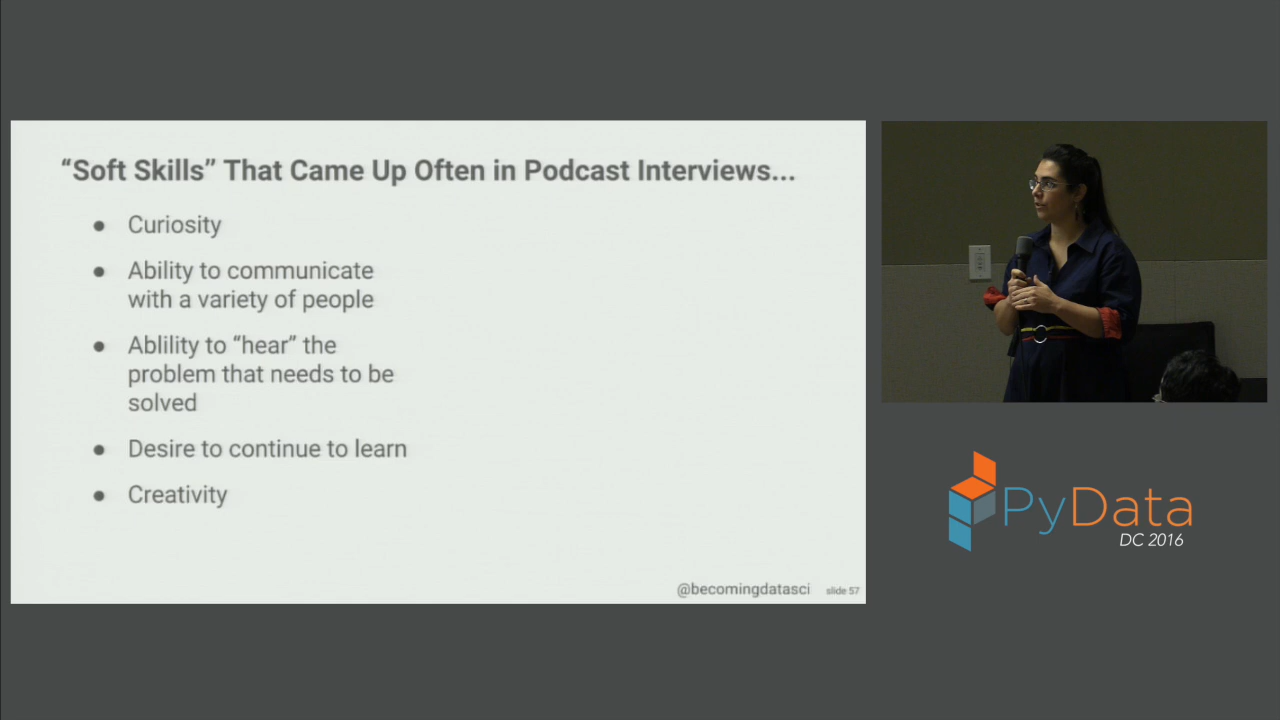 “Soft Skills” That Came Up Often in Podcast Interviews...
● Curiosity
● Ability to communicate
with a variety of people
● Ablility to “hear” the
problem that needs to be
solved
● Desire to continue to learn
● Creativity
@becomingdatasci slide 57
PyData
DC 2016